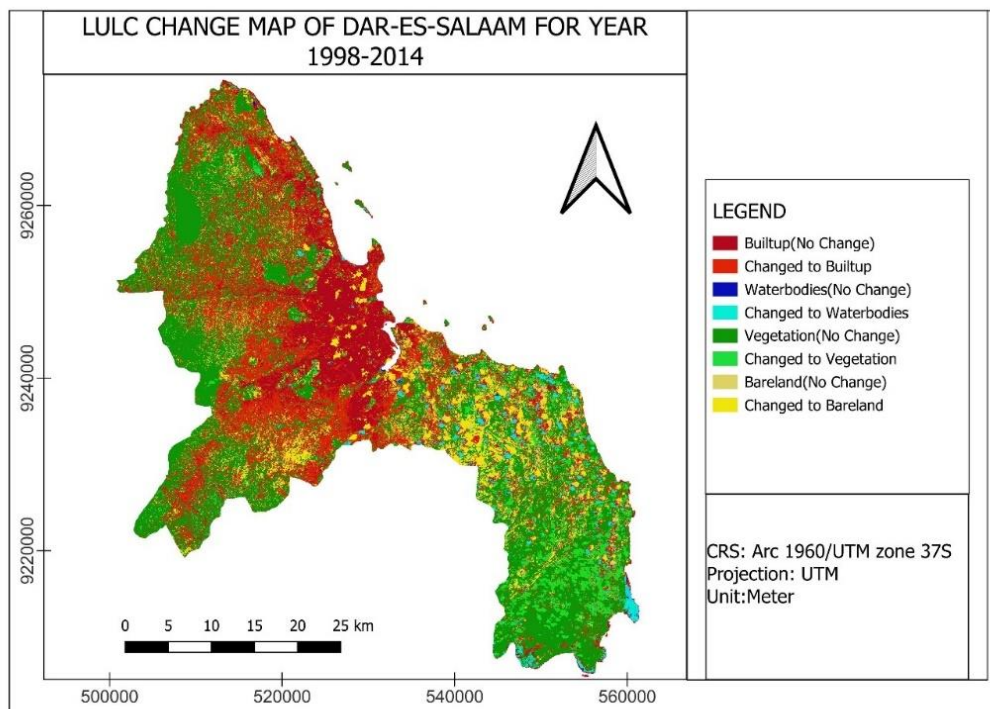 LULC CHANGE MAP OF DAR-ES-SALAAM FOR YEAR
1998-2014
9260000
9240000
9220000
0 5 10 15 20 25 km
500000 520000 540000 560000
LEGEND
Builtup(No Change)
Changed to Builtup
Waterbodies(No Change)
Changed to Waterbodies
Vegetation(No Change)
Changed to Vegetation
Bareland(No Change)
Changed to Bareland
CRS: Arc 1960/UTM zone 37S
Projection: UTM
Unit:Meter